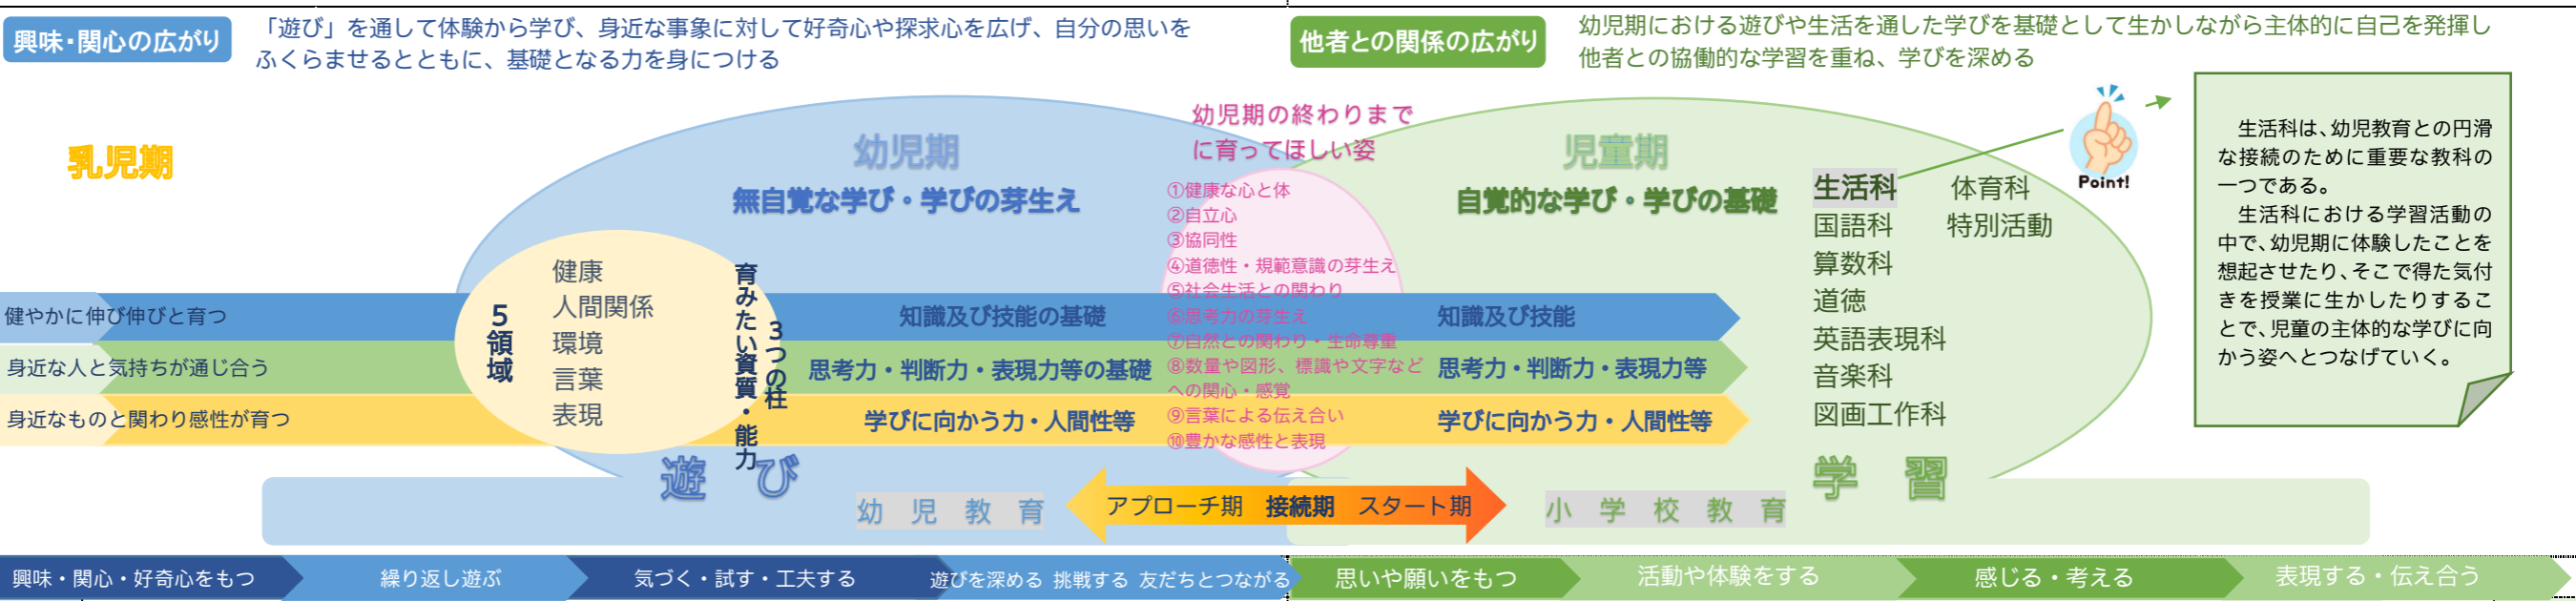 興味・関心の広がり
「遊び」を通して体験から学び、身近な事象に対して好奇心や探求心を広げ、自分の思いを
ふくらませるとともに、基礎となる力を身につける
他者との関係の広がり
幼児期における遊びや生活を通した学びを基礎として生かしながら主体的に自己を発揮し
他者との協働的な学習を重ね、学びを深める
乳児期
幼児期
無自覚な学び・学びの芽生え
幼児期の終わりまで
に育ってほしい姿
①健康な心と体
②自立心
③協同性
④道徳性・規範意識の芽生え
⑤社会生活との関わり
⑥思考力の芽生え
⑦自然との関わり・生命尊重
⑧数量や図形、標識や文字など
への関心・感覚
⑨言葉による伝え合い
⑩豊かな感性と表現
児童期
自覚的な学び・学びの基礎
生活科
国語科
算数科
道徳
英語表現科
音楽科
図画工作科
体育科
特別活動
Point!
生活科は、幼児教育との円滑
な接続のために重要な教科の
一つである。
生活科における学習活動の
中で、幼児期に体験したことを
想起させたり、そこで得た気付
きを授業に生かしたりするこ
とで、児童の主体的な学びに向
かう姿へとつなげていく。
健やかに伸び伸びと育つ
身近な人と気持ちが通じ合う
身近なものと関わり感性が育つ
5領域
健康
人間関係
環境
言葉
表現
3つの柱
育みたい資質・能力
知識及び技能の基礎
思考力・判断力・表現力等の基礎
学びに向かう力・人間性等
知識及び技能
思考力・判断力・表現力等
学びに向かう力・人間性等
遊び
学習
幼児教育
アプローチ期 接続期 スタート期
小学校教育
興味・関心・好奇心をもつ
繰り返し遊ぶ
気づく・試す・工夫する
遊びを深める 挑戦する 友だちとつながる
思いや願いをもつ
活動や体験をする
感じる・考える
表現する・伝え合う